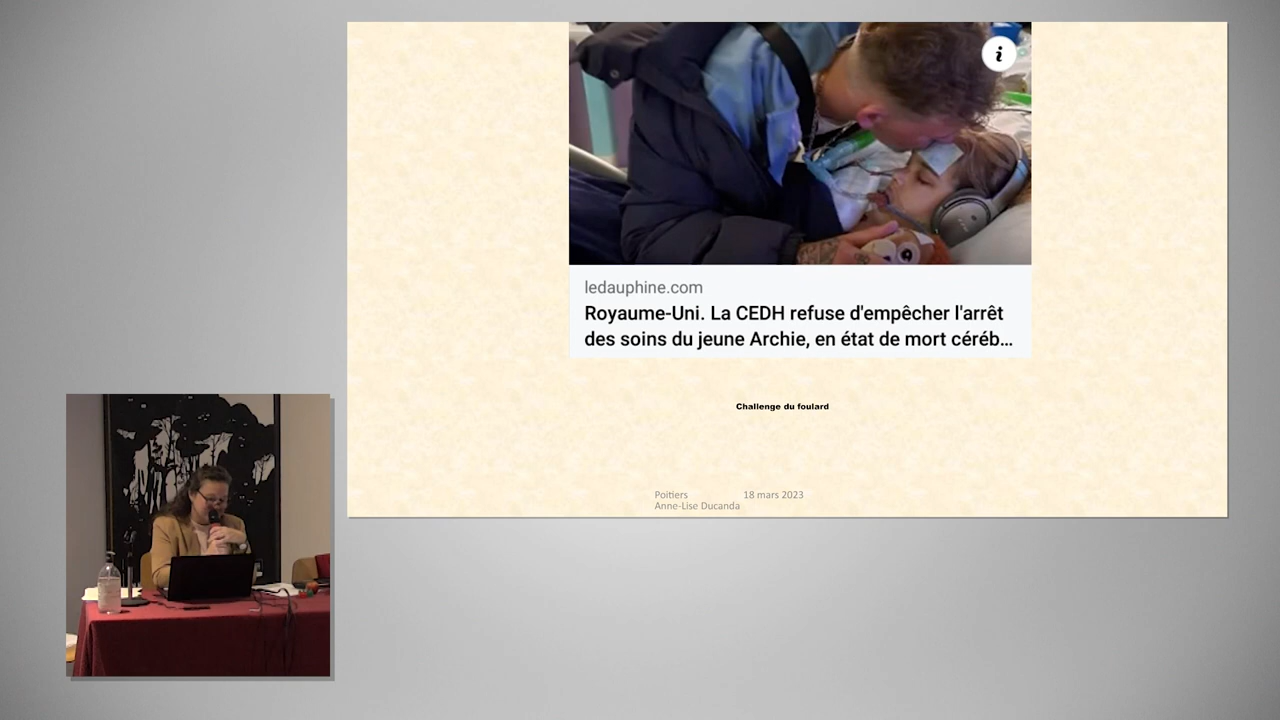 i
ledauphine.com
Royaume-Uni. La CEDH refuse d'empêcher l'arrêt
des soins du jeune Archie, en état de mort céréb...
Challenge du foulard
Poitiers 18 mars 2023
Anne-Lise Ducanda